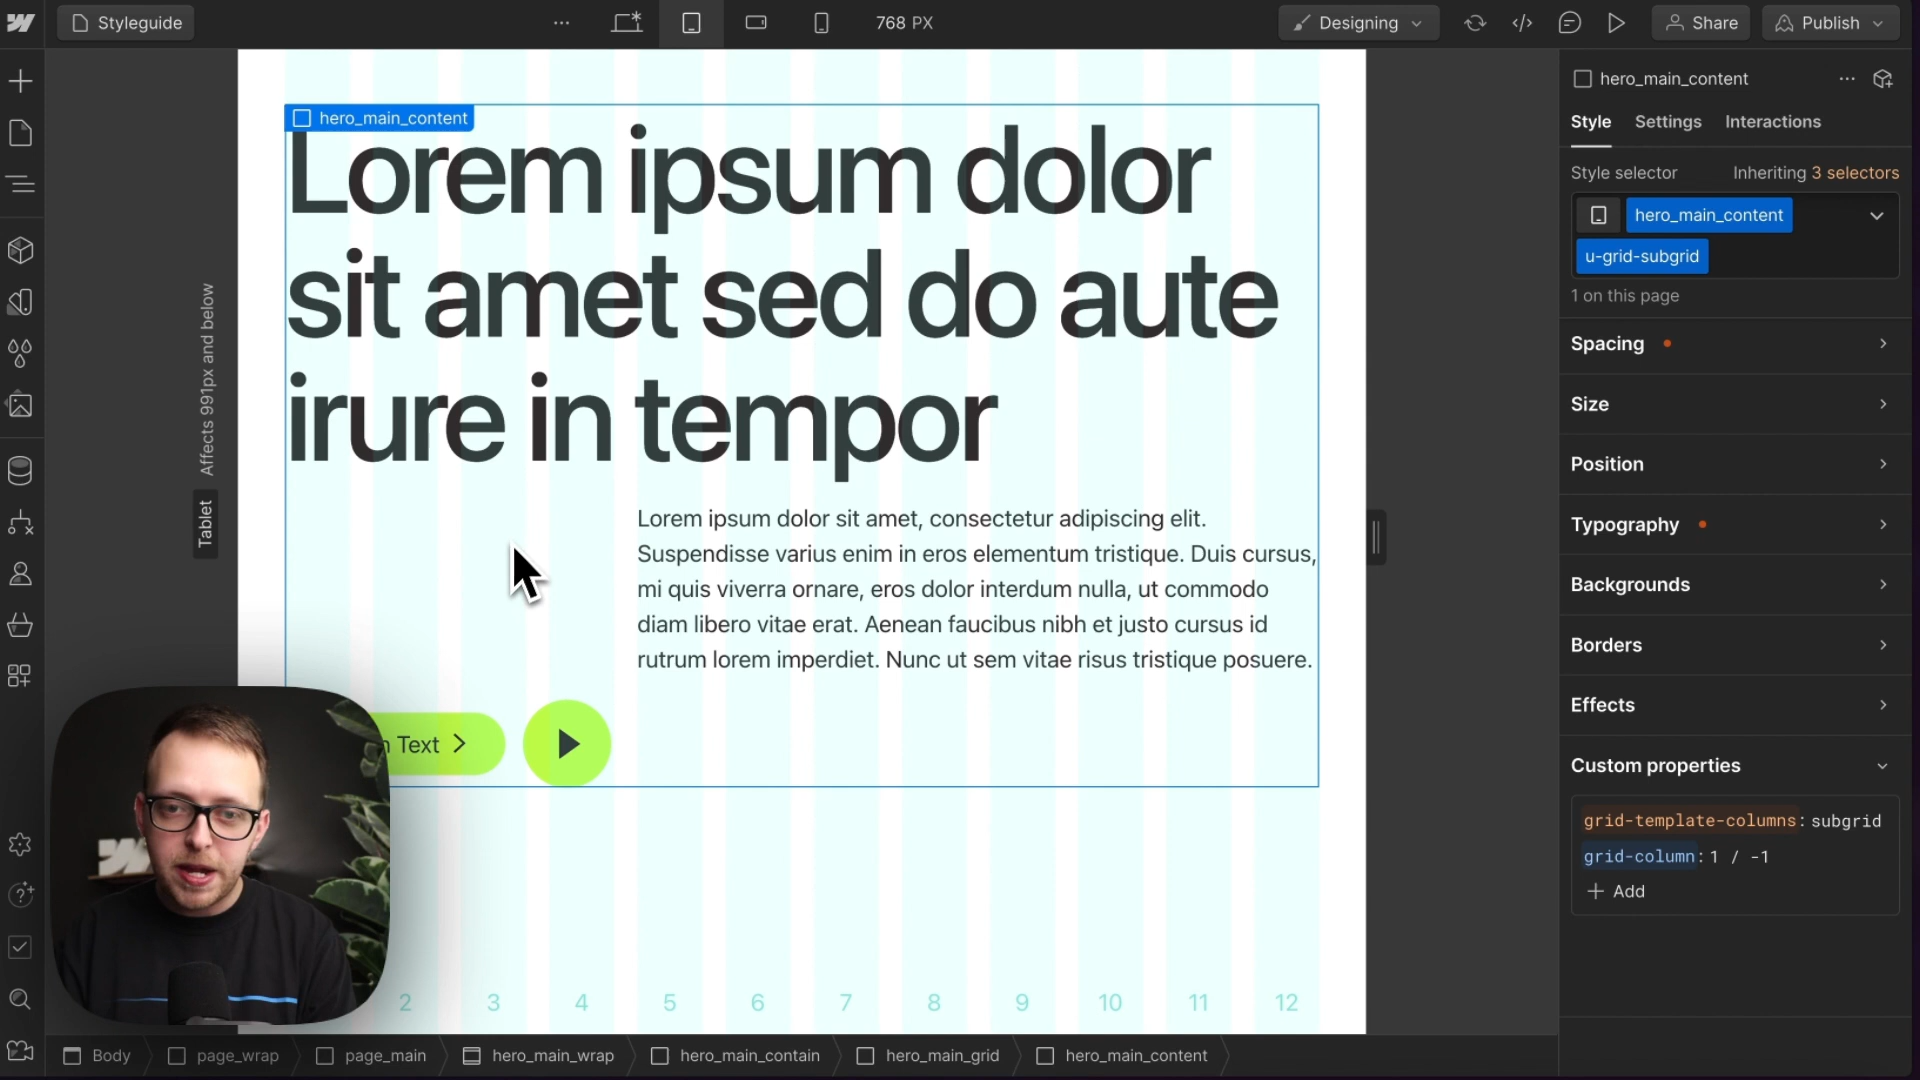 Styleguide
768 PX
Designing
Share
Publish
Affects 991px and below
Tablet
hero_main_content
Lorem ipsum dolor
sit amet sed do aute
irure in tempor
Lorem ipsum dolor sit amet, consectetur adipiscing elit.
Suspendisse varius enim in eros elementum tristique. Duis cursus,
mi quis viverra ornare, eros dolor interdum nulla, ut commodo
diam libero vitae erat. Aenean faucibus nibh et justo cursus id
rutrum lorem imperdiet. Nunc ut sem vitae risus tristique posuere.
n Text
2 3 4 5 6 7 8 9 10 11 12
hero_main_content
Style Settings Interactions
Style selector Inheriting 3 selectors
hero_main_content
u-grid-subgrid
1 on this page
Spacing
Size
Position
Typography
Backgrounds
Borders
Effects
Custom properties
grid-template-columns: subgrid
grid-column: 1 / -1
+ Add
Body page_wrap page_main hero_main_wrap hero_main_contain hero_main_grid hero_main_content